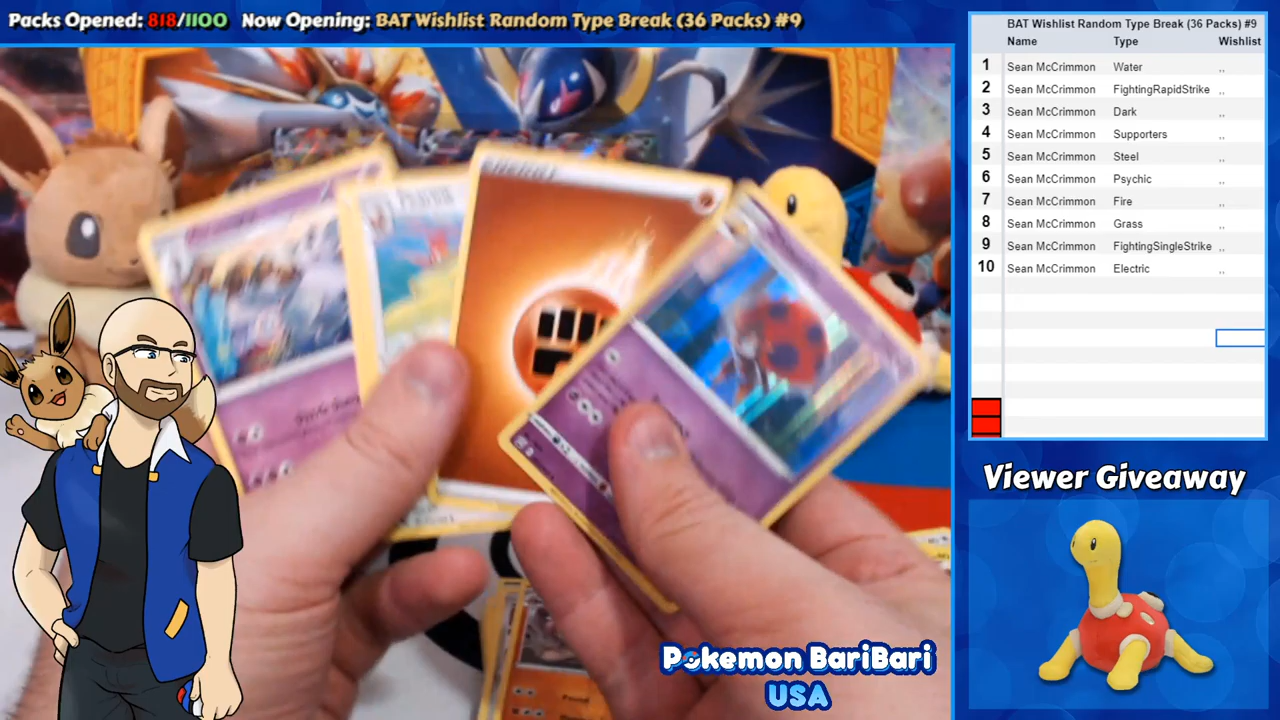 Packs Opened: 818/1100 Now Opening: BAT Wishlist Random Type Break (36 Packs) #9
BAT Wishlist Random Type Break (36 Packs) #9
Name Type Wishlist
1 Sean McCrimmon Water ,,
2 Sean McCrimmon FightingRapidStrike ,,
3 Sean McCrimmon Dark ,,
4 Sean McCrimmon Supporters ,,
5 Sean McCrimmon Steel ,,
6 Sean McCrimmon Psychic ,,
7 Sean McCrimmon Fire ,,
8 Sean McCrimmon Grass ,,
9 Sean McCrimmon FightingSingleStrike ,,
10 Sean McCrimmon Electric ,,
Viewer Giveaway
Pokemon BariBari
USA